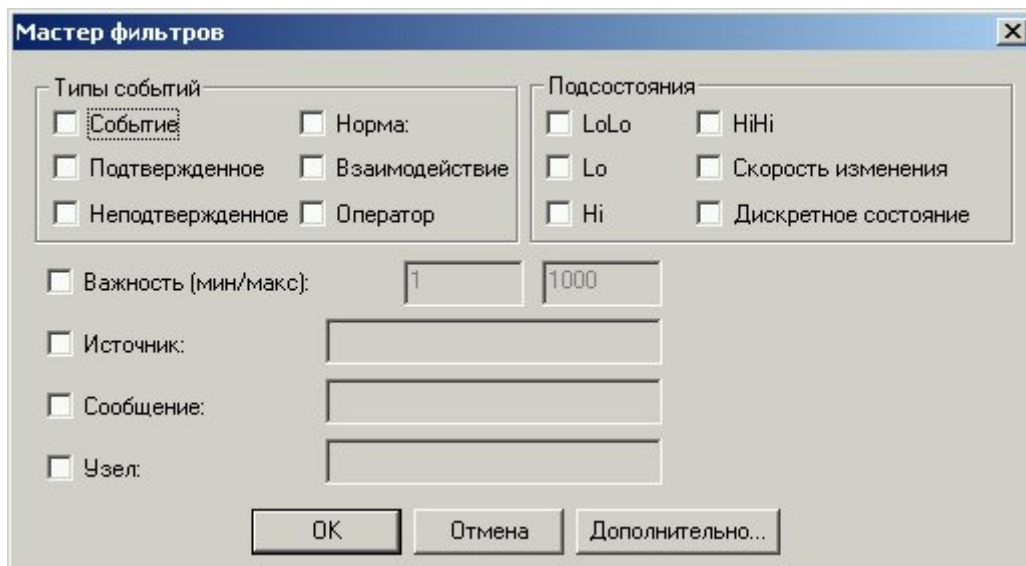 Мастер фильтров
Типы событий
Событие Норма:
Подтвержденное Взаимодействие
Неподтвержденное Оператор
Подсостояния
LoLo HiHi
Lo Скорость изменения
Hi Дискретное состояние
Важность (мин/макс): 1 1000
Источник:
Сообщение:
Узел:
OK Отмена Дополнительно...